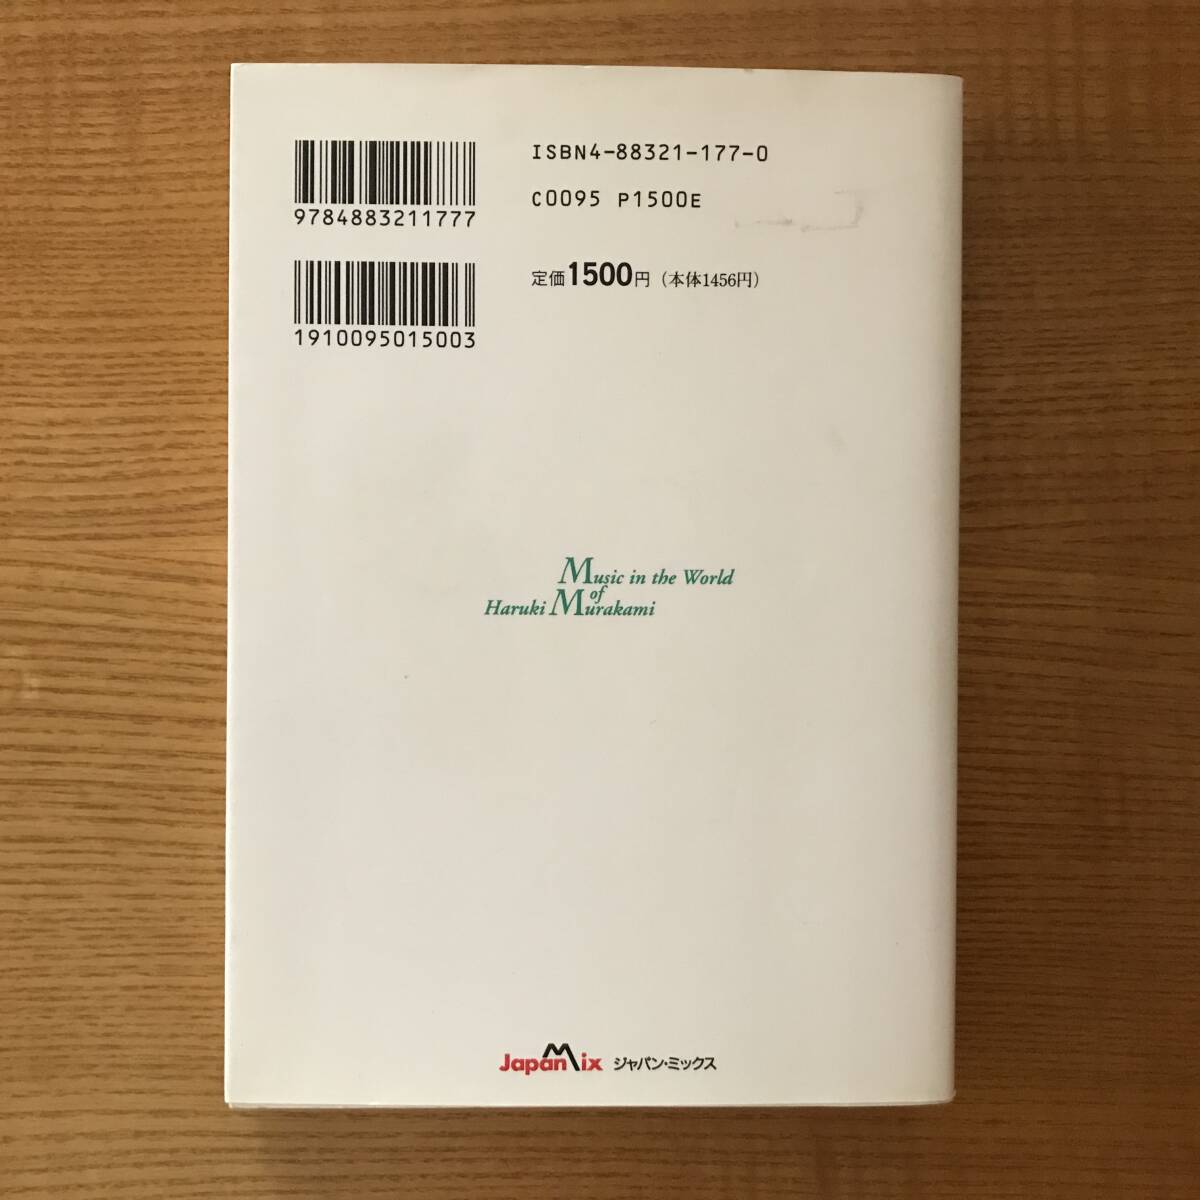 ISBN4-88321-177-0
9784883211777
C0095 P1500E
定価1500円（本体1456円）
1910095015003
Music in the World
of
Haruki Murakami
JapanMix ジャパン・ミックス